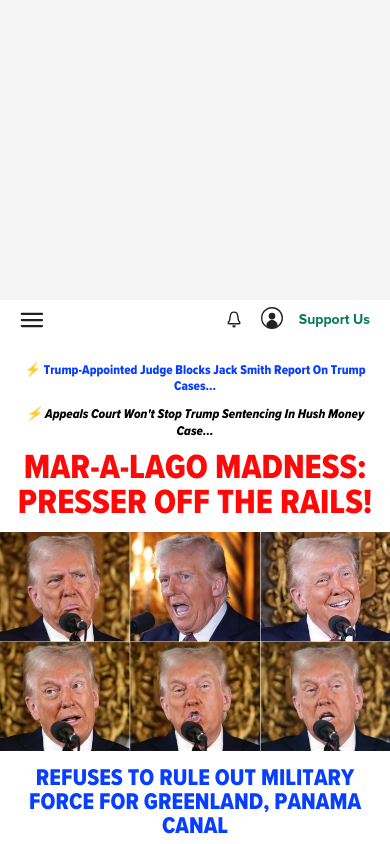 Support Us
⚡ Trump-Appointed Judge Blocks Jack Smith Report On Trump
Cases...
⚡ Appeals Court Won't Stop Trump Sentencing In Hush Money
Case...
MAR-A-LAGO MADNESS:
PRESSER OFF THE RAILS!
REFUSES TO RULE OUT MILITARY
FORCE FOR GREENLAND, PANAMA
CANAL